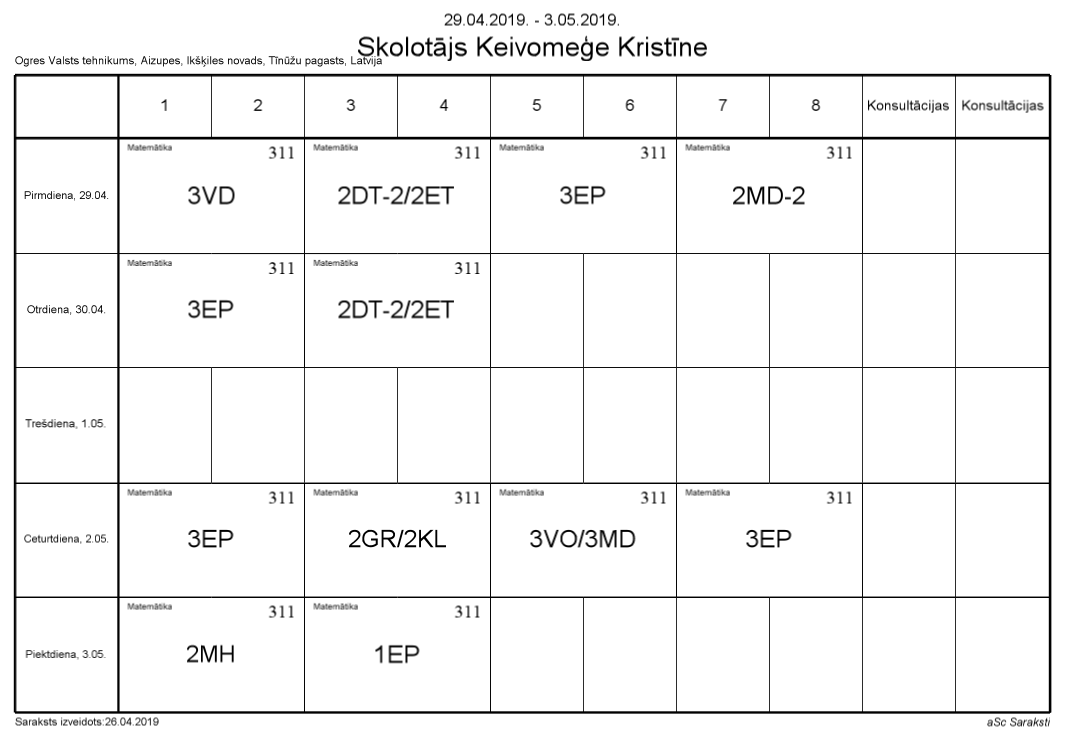 29.04.2019. - 3.05.2019.
Skolotājs Keivomeģe Kristīne
Ogres Valsts tehnikums, Aizupes, Ikšķiles novads, Tīnūžu pagasts, Latvija
1 2 3 4 5 6 7 8 Konsultācijas Konsultācijas
Matemātika 311 Matemātika 311 Matemātika 311 Matemātika 311
Pirmdiena, 29.04. 3VD 2DT-2/2ET 3EP 2MD-2
Matemātika 311 Matemātika 311
Otrdiena, 30.04. 3EP 2DT-2/2ET
Trešdiena, 1.05.
Matemātika 311 Matemātika 311 Matemātika 311 Matemātika 311
Ceturtdiena, 2.05. 3EP 2GR/2KL 3VO/3MD 3EP
Matemātika 311 Matemātika 311
Piektdiena, 3.05. 2MH 1EP
Saraksts izveidots:26.04.2019 aSc Saraksti